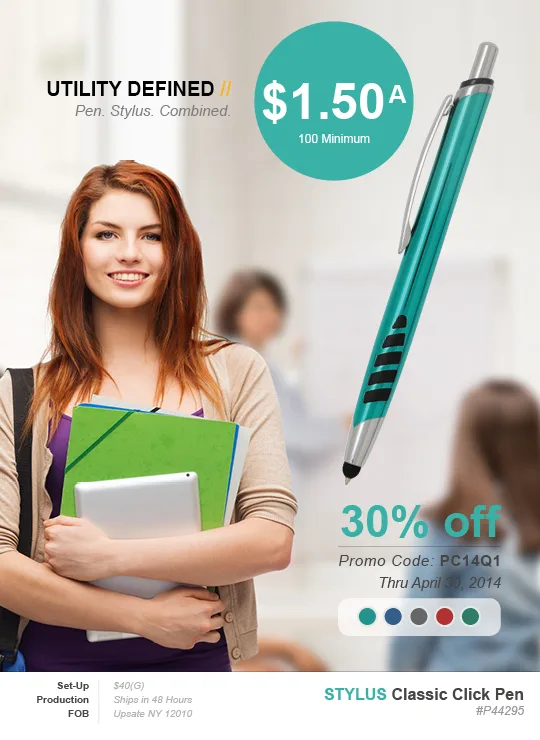 UTILITY DEFINED //
Pen. Stylus. Combined.
$1.50A
100 Minimum
30% off
Promo Code: PC14Q1
Thru April 30, 2014
Set-Up $40(G)
Production Ships in 48 Hours
FOB Upsate NY 12010
STYLUS Classic Click Pen
#P44295